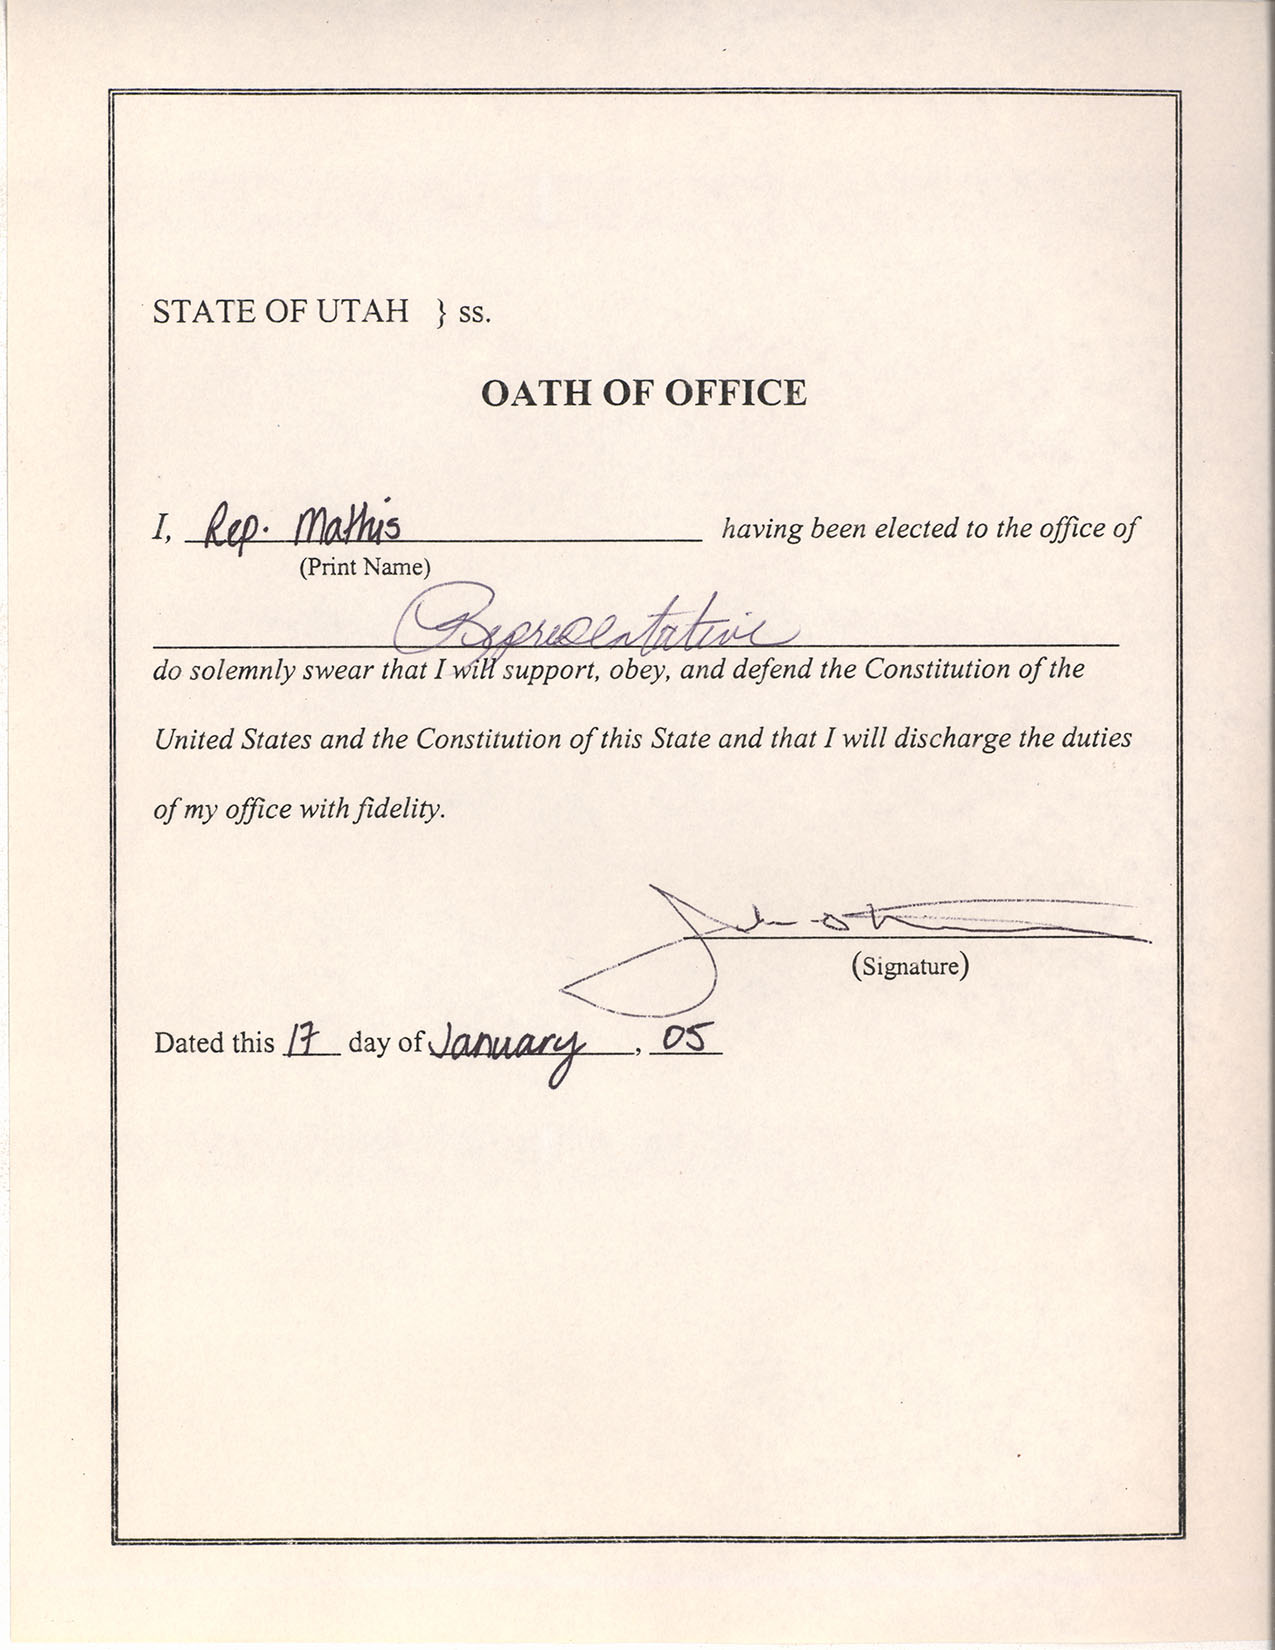 STATE OF UTAH } ss.
OATH OF OFFICE
I, Rep. Mathis having been elected to the office of
(Print Name)
Representative
do solemnly swear that I will support, obey, and defend the Constitution of the
United States and the Constitution of this State and that I will discharge the duties
of my office with fidelity.
(Signature)
Dated this 17 day of January, 05